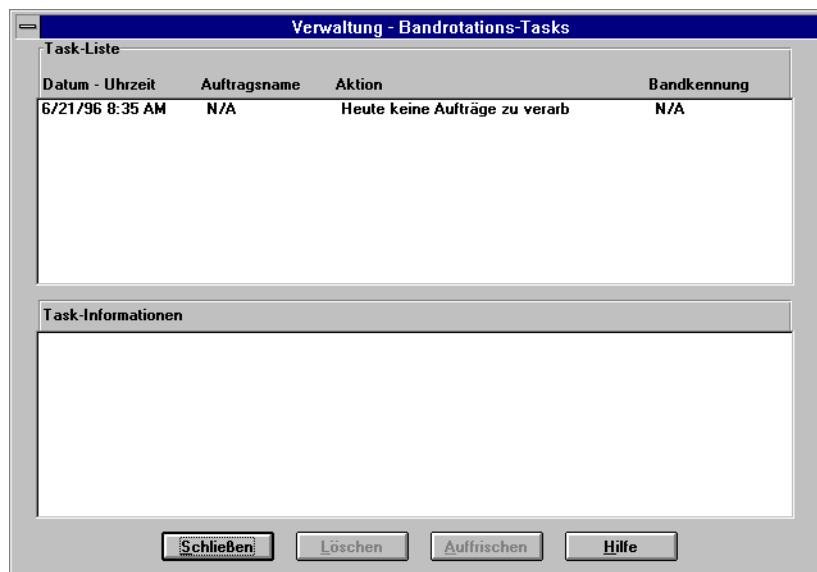 Verwaltung - Bandrotations-Tasks
Task-Liste
Datum - Uhrzeit Auftragsname Aktion Bandkennung
6/21/96 8:35 AM N/A Heute keine Aufträge zu verarb N/A
Task-Informationen
Schließen Löschen Auffrischen Hilfe